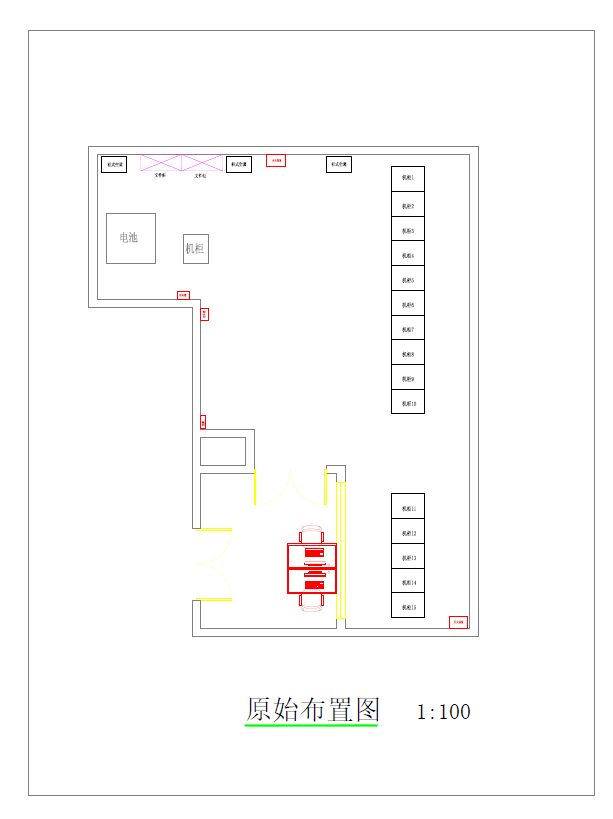 柜式空调
柜式空调
柜式空调
文件柜
文件柜
电池
机柜
机柜1
机柜2
机柜3
机柜4
机柜5
机柜6
机柜7
机柜8
机柜9
机柜10
机柜11
机柜12
机柜13
机柜14
机柜15
原始布置图 1:100